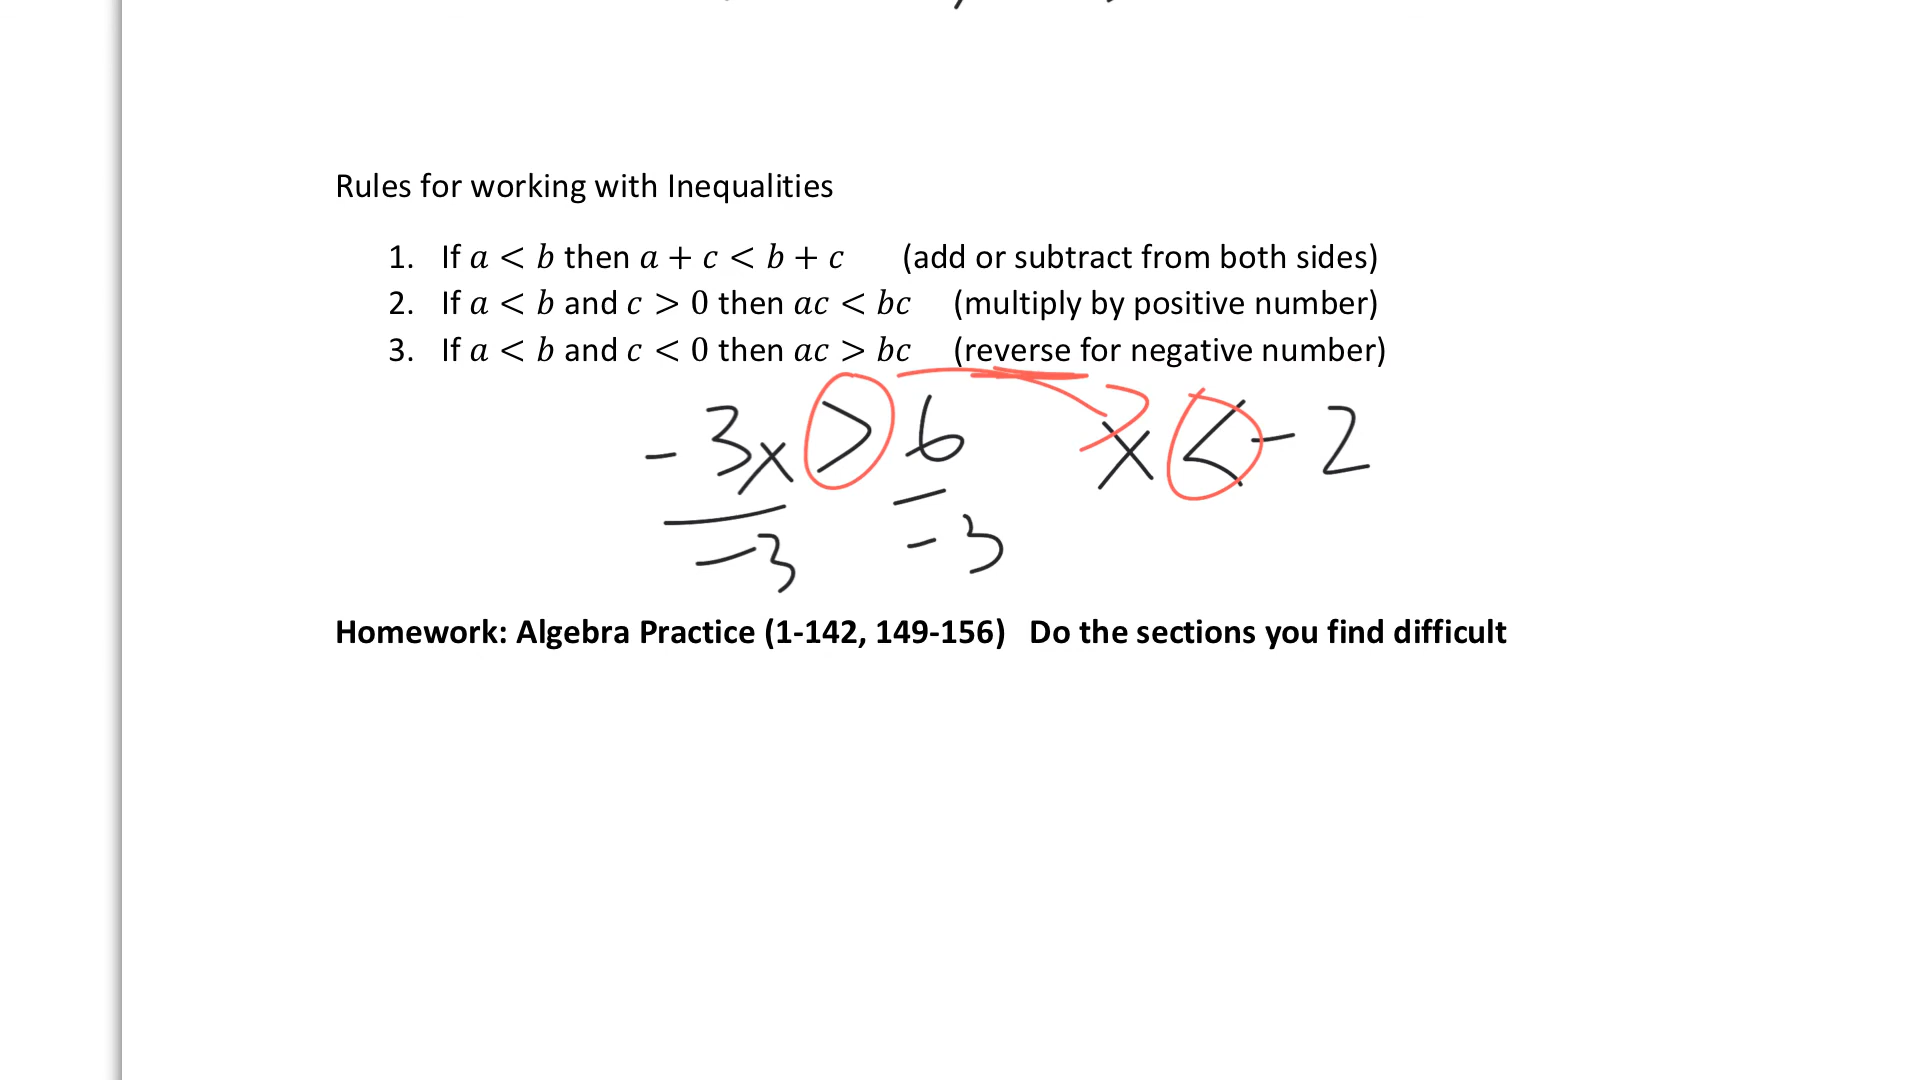 Rules for working with Inequalities
1. If a < b then a + c < b + c (add or subtract from both sides)
2. If a < b and c > 0 then ac < bc (multiply by positive number)
3. If a < b and c < 0 then ac > bc (reverse for negative number)
-3x > 6 x < -2
-3 -3
Homework: Algebra Practice (1-142, 149-156) Do the sections you find difficult